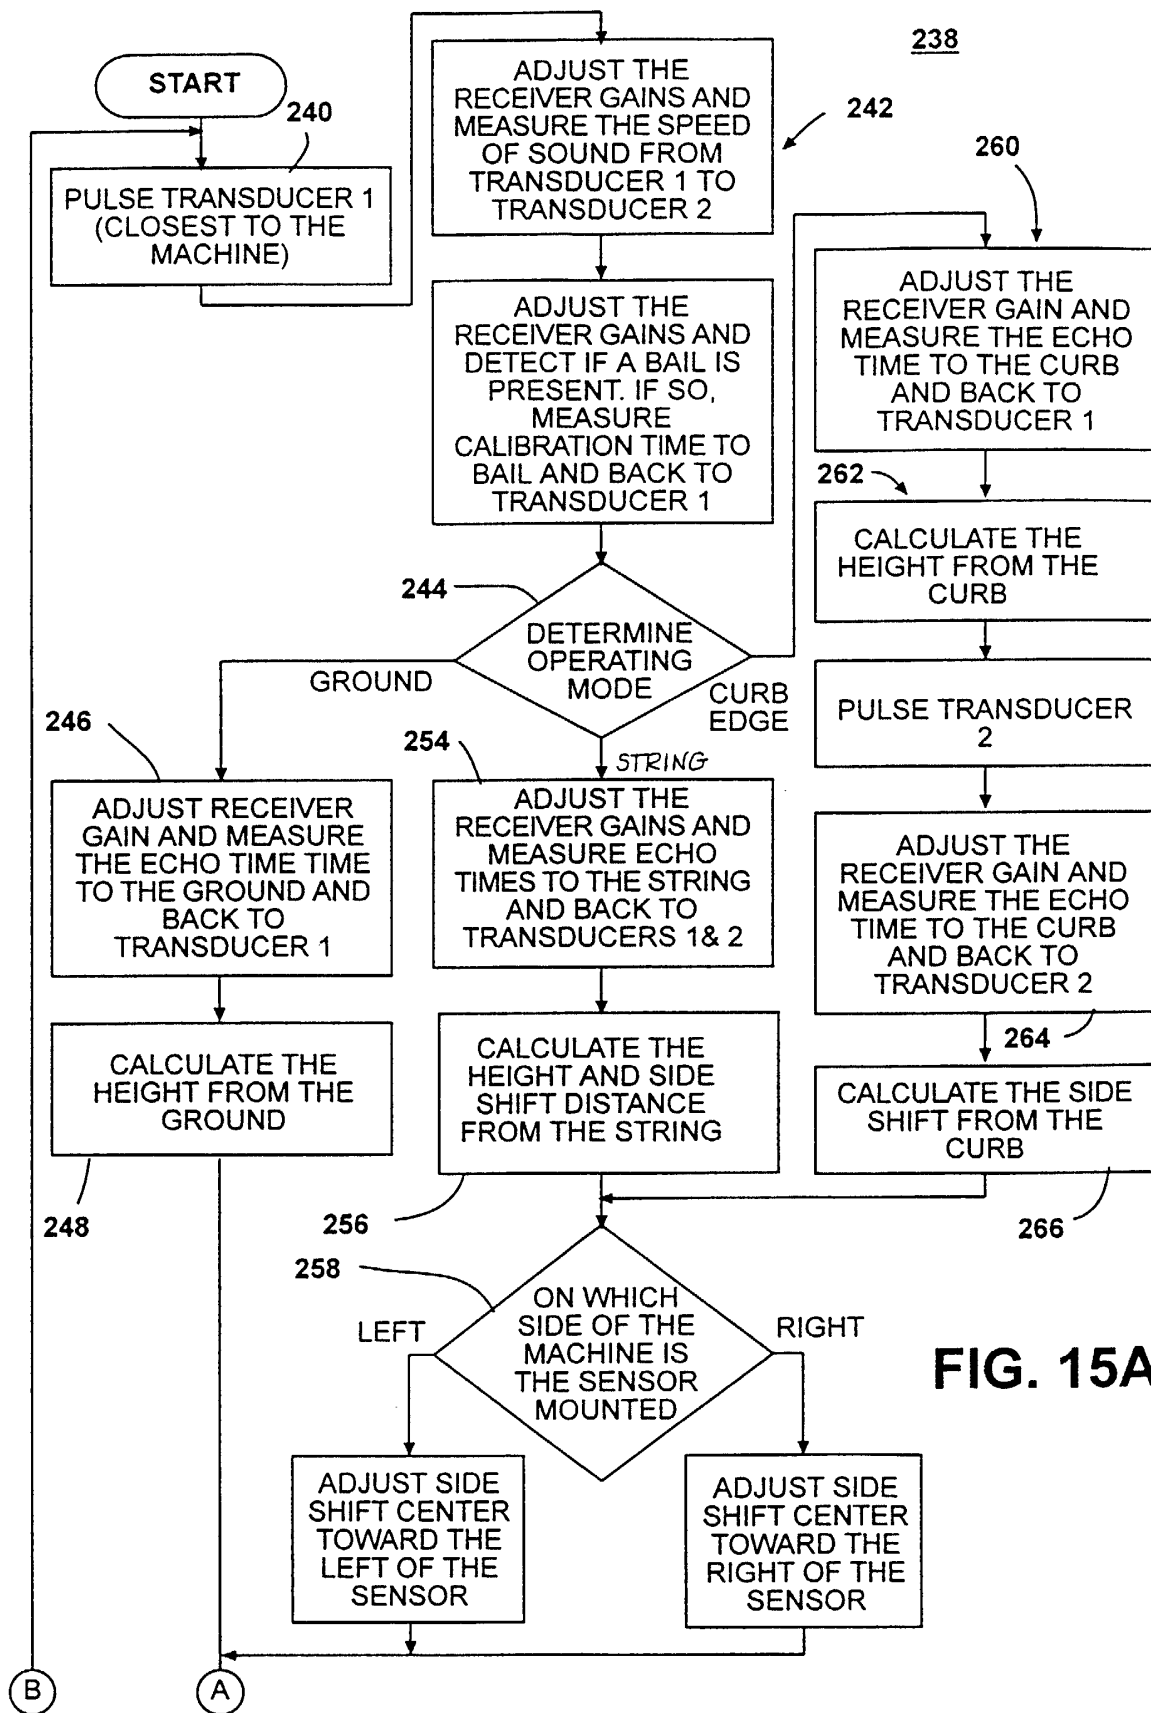 238
START
240
PULSE TRANSDUCER 1
(CLOSEST TO THE
MACHINE)
ADJUST THE
RECEIVER GAINS AND
MEASURE THE SPEED
OF SOUND FROM
TRANSDUCER 1 TO
TRANSDUCER 2
242
ADJUST THE
RECEIVER GAINS AND
DETECT IF A BAIL IS
PRESENT. IF SO,
MEASURE
CALIBRATION TIME TO
BAIL AND BACK TO
TRANSDUCER 1
244
DETERMINE
OPERATING
MODE
GROUND
CURB
EDGE
STRING
246
ADJUST RECEIVER
GAIN AND MEASURE
THE ECHO TIME TIME
TO THE GROUND AND
BACK TO
TRANSDUCER 1
CALCULATE THE
HEIGHT FROM THE
GROUND
248
254
ADJUST THE
RECEIVER GAINS AND
MEASURE ECHO
TIMES TO THE STRING
AND BACK TO
TRANSDUCERS 1& 2
CALCULATE THE
HEIGHT AND SIDE
SHIFT DISTANCE
FROM THE STRING
256
260
ADJUST THE
RECEIVER GAIN AND
MEASURE THE ECHO
TIME TO THE CURB
AND BACK TO
TRANSDUCER 1
262
CALCULATE THE
HEIGHT FROM THE
CURB
PULSE TRANSDUCER
2
ADJUST THE
RECEIVER GAIN AND
MEASURE THE ECHO
TIME TO THE CURB
AND BACK TO
TRANSDUCER 2
264
CALCULATE THE SIDE
SHIFT FROM THE
CURB
266
258
ON WHICH
SIDE OF THE
MACHINE IS
THE SENSOR
MOUNTED
LEFT
RIGHT
ADJUST SIDE
SHIFT CENTER
TOWARD THE
LEFT OF THE
SENSOR
ADJUST SIDE
SHIFT CENTER
TOWARD THE
RIGHT OF THE
SENSOR
FIG. 15A
B
A